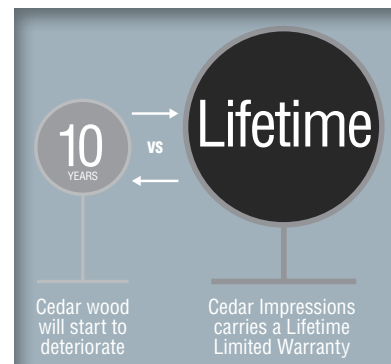 10
YEARS
vs
Lifetime
Cedar wood
will start to
deteriorate
Cedar Impressions
carries a Lifetime
Limited Warranty